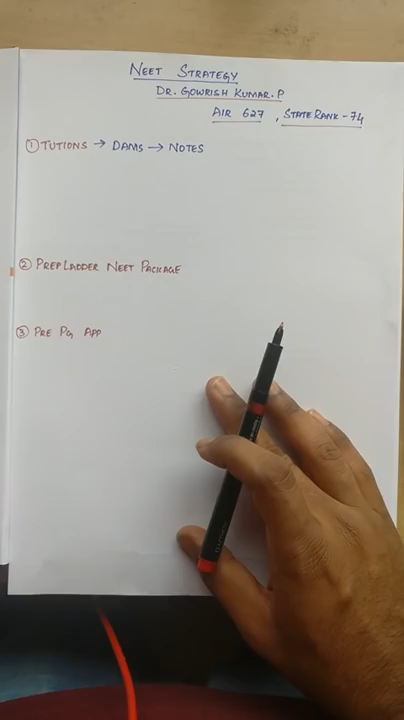 NEET STRATEGY
DR. GOWRISH KUMAR. P
AIR 627 , STATE RANK - 74
① TUTIONS → DAMS → NOTES
② PREPLADDER NEET PACKAGE
③ PRE PG APP